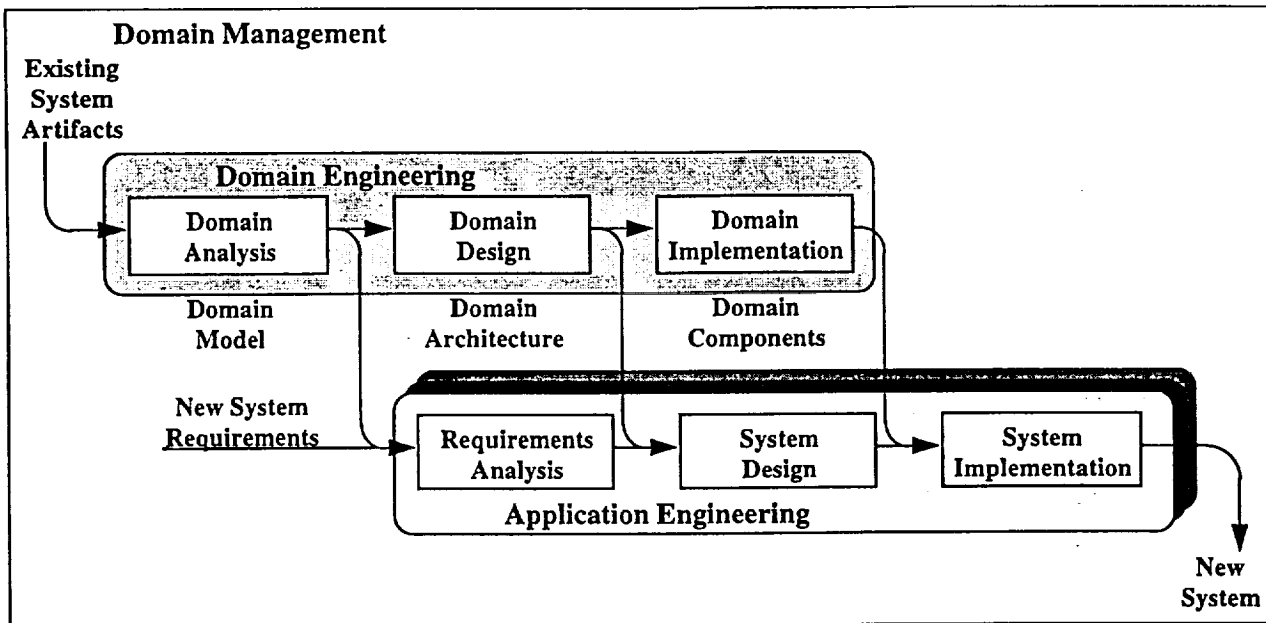 Domain Management
Existing
System
Artifacts
Domain Engineering
Domain
Analysis
Domain
Design
Domain
Implementation
Domain
Model
Domain
Architecture
Domain
Components
New System
Requirements
Requirements
Analysis
System
Design
System
Implementation
Application Engineering
New
System